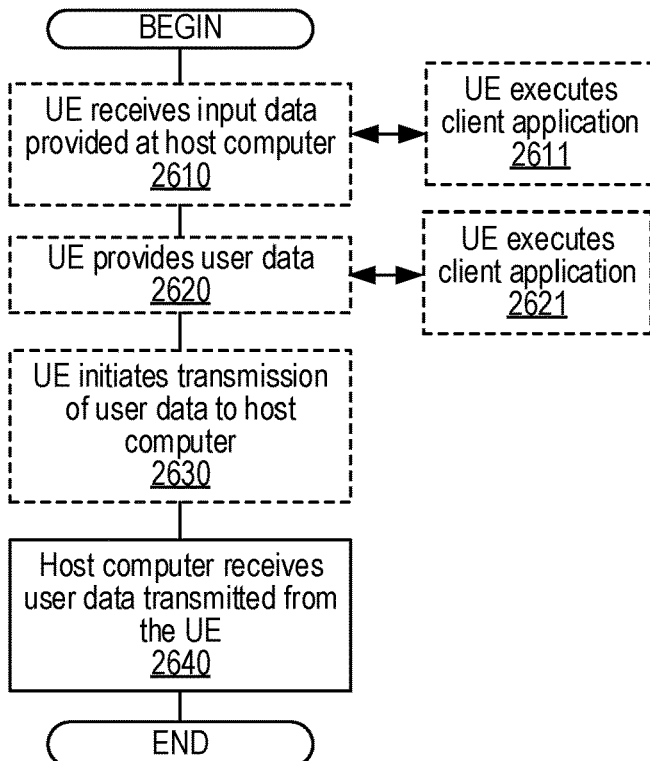 BEGIN
UE receives input data
provided at host computer
2610
UE executes
client application
2611
UE provides user data
2620
UE executes
client application
2621
UE initiates transmission
of user data to host
computer
2630
Host computer receives
user data transmitted from
the UE
2640
END